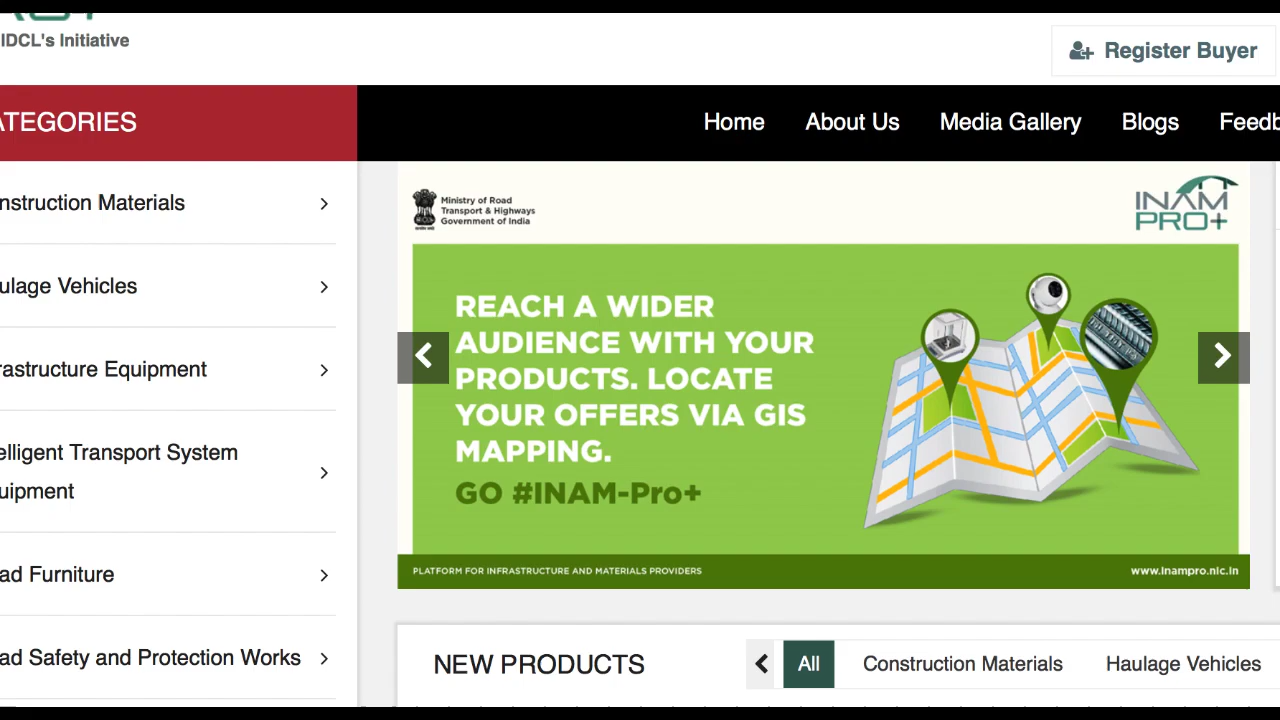 IDCL's Initiative
Register Buyer
ATEGORIES
Home About Us Media Gallery Blogs Feedb
nstruction Materials
ulage Vehicles
rastructure Equipment
elligent Transport System
uipment
ad Furniture
ad Safety and Protection Works
Ministry of Road
Transport & Highways
Government of India
INAM
PRO+
REACH A WIDER
AUDIENCE WITH YOUR
PRODUCTS. LOCATE
YOUR OFFERS VIA GIS
MAPPING.
GO #INAM-Pro+
PLATFORM FOR INFRASTRUCTURE AND MATERIALS PROVIDERS
www.inampro.nic.in
NEW PRODUCTS
All Construction Materials Haulage Vehicles